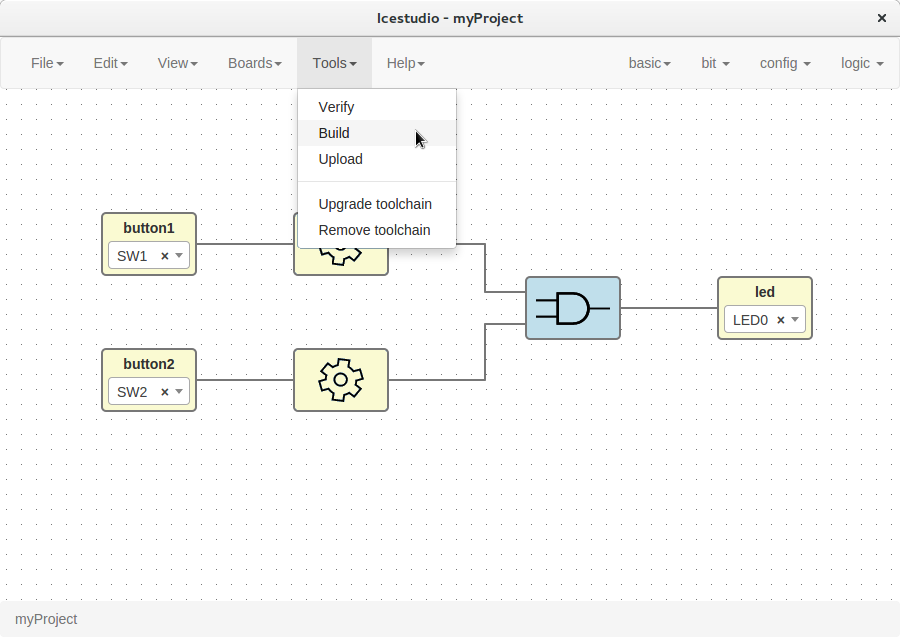 Icestudio - myProject
File Edit View Boards Tools Help basic bit config logic
Verify
Build
Upload
Upgrade toolchain
Remove toolchain
button1
SW1
led
LED0
button2
SW2
myProject